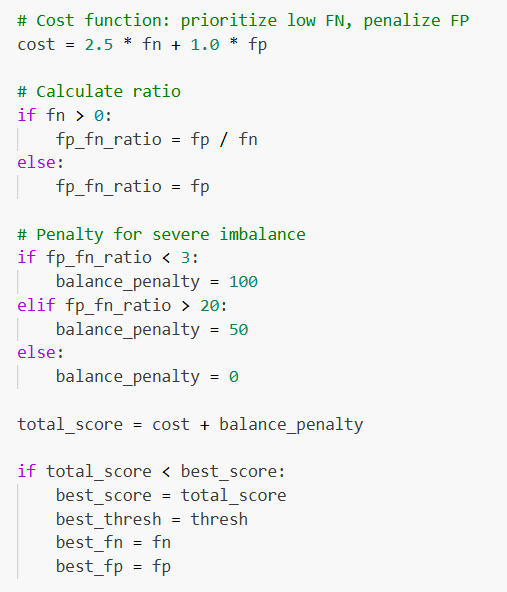 # Cost function: prioritize low FN, penalize FP
cost = 2.5 * fn + 1.0 * fp

# Calculate ratio
if fn > 0:
    fp_fn_ratio = fp / fn
else:
    fp_fn_ratio = fp

# Penalty for severe imbalance
if fp_fn_ratio < 3:
    balance_penalty = 100
elif fp_fn_ratio > 20:
    balance_penalty = 50
else:
    balance_penalty = 0

total_score = cost + balance_penalty

if total_score < best_score:
    best_score = total_score
    best_thresh = thresh
    best_fn = fn
    best_fp = fp